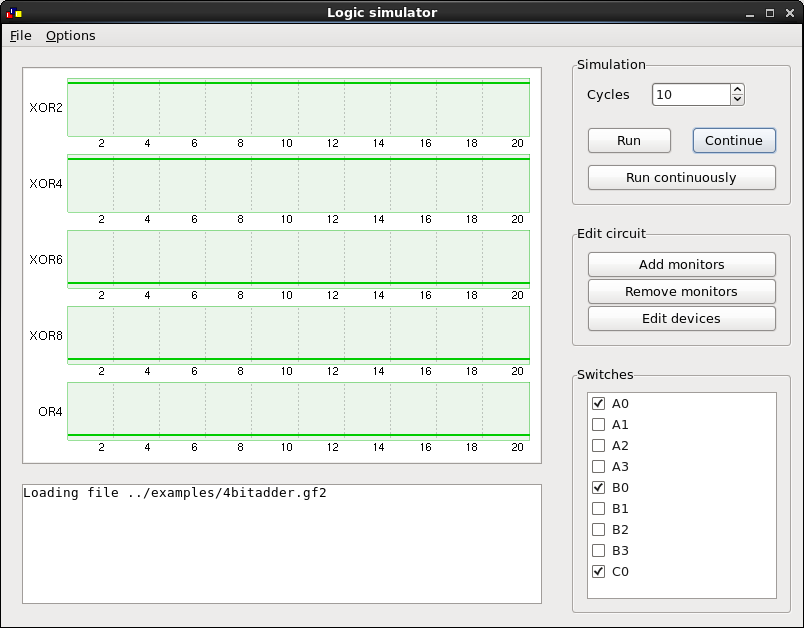 Logic simulator
File Options
XOR2
2 4 6 8 10 12 14 16 18 20
XOR4
2 4 6 8 10 12 14 16 18 20
XOR6
2 4 6 8 10 12 14 16 18 20
XOR8
2 4 6 8 10 12 14 16 18 20
OR4
2 4 6 8 10 12 14 16 18 20
Loading file ../examples/4bitadder.gf2
Simulation
Cycles 10
Run Continue
Run continuously
Edit circuit
Add monitors
Remove monitors
Edit devices
Switches
A0
A1
A2
A3
B0
B1
B2
B3
C0